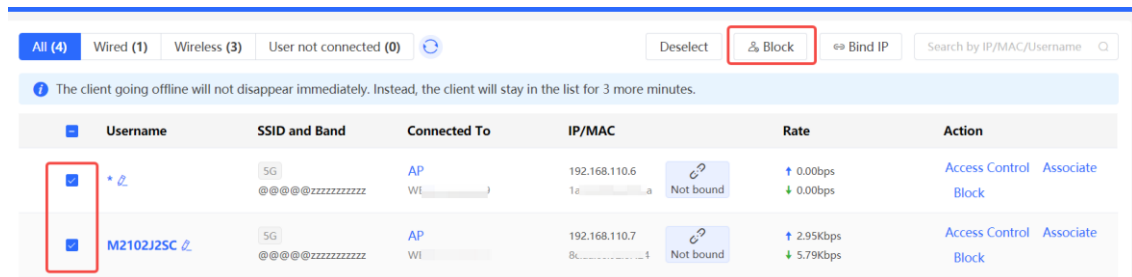 All (4) Wired (1) Wireless (3) User not connected (0) Deselect Block Bind IP Search by IP/MAC/Username
The client going offline will not disappear immediately. Instead, the client will stay in the list for 3 more minutes.
Username SSID and Band Connected To IP/MAC Rate Action
* 5G AP 192.168.110.6 Not bound ↑ 0.00bps Access Control Associate
@@@@@zzzzzzzzzzz ↓ 0.00bps Block
M2102J2SC 5G AP 192.168.110.7 Not bound ↑ 2.95Kbps Access Control Associate
@@@@@zzzzzzzzzzz ↓ 5.79Kbps Block